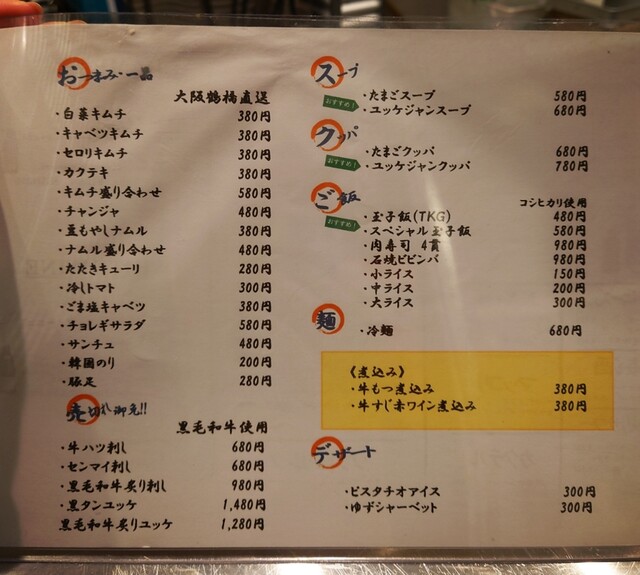 おつまみ・一品
大阪鶴橋直送
・白菜キムチ 380円
・キャベツキムチ 380円
・セロリキムチ 380円
・カクテキ 380円
・キムチ盛り合わせ 580円
・チャンジャ 480円
・豆もやしナムル 380円
・ナムル盛り合わせ 480円
・たたきキューリ 280円
・冷しトマト 300円
・ごま塩キャベツ 380円
・チョレギサラダ 580円
・サンチュ 480円
・韓国のり 200円
・豚足 280円
売切れ御免!!
黒毛和牛使用
・牛ハツ刺し 680円
・センマイ刺し 680円
・黒毛和牛炙り刺し 980円
・黒タンユッケ 1,480円
黒毛和牛炙りユッケ 1,280円
スープ
・たまごスープ 580円
おすすめ! ・ユッケジャンスープ 680円
クッパ
・たまごクッパ 680円
おすすめ! ・ユッケジャンクッパ 780円
ご飯
コシヒカリ使用
おすすめ! ・玉子飯(TKG) 480円
・スペシャル玉子飯 580円
・肉寿司 4貫 980円
・石焼ビビンバ 980円
・小ライス 150円
・中ライス 200円
・大ライス 300円
麺
・冷麺 680円
《煮込み》
・牛もつ煮込み 380円
・牛すじ赤ワイン煮込み 380円
デザート
・ピスタチオアイス 300円
・ゆずシャーベット 300円